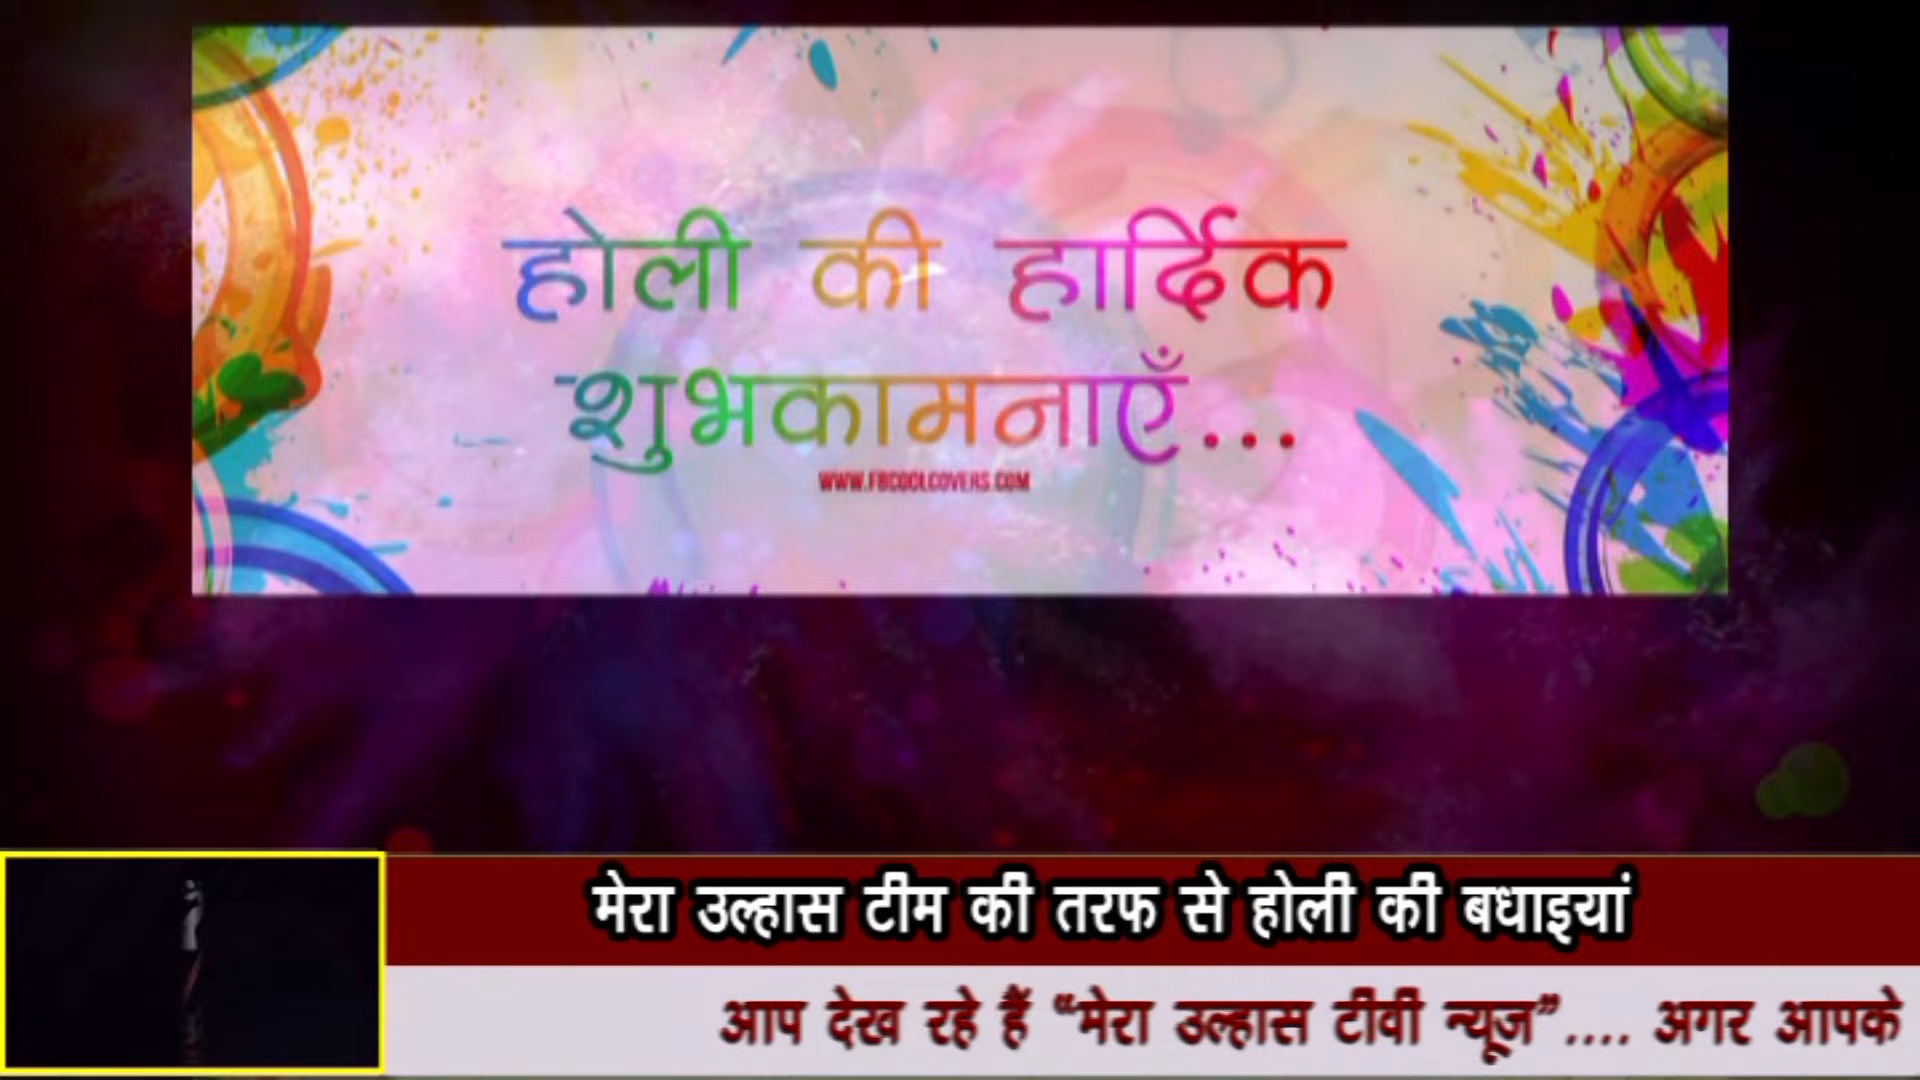 होली की हार्दिक
शुभकामनाएँ...
WWW.FBCOOLCOVERS.COM
मेरा उल्हास टीम की तरफ से होली की बधाइयां
आप देख रहे हैं “मेरा उल्हास टीवी न्यूज”.... अगर आपके